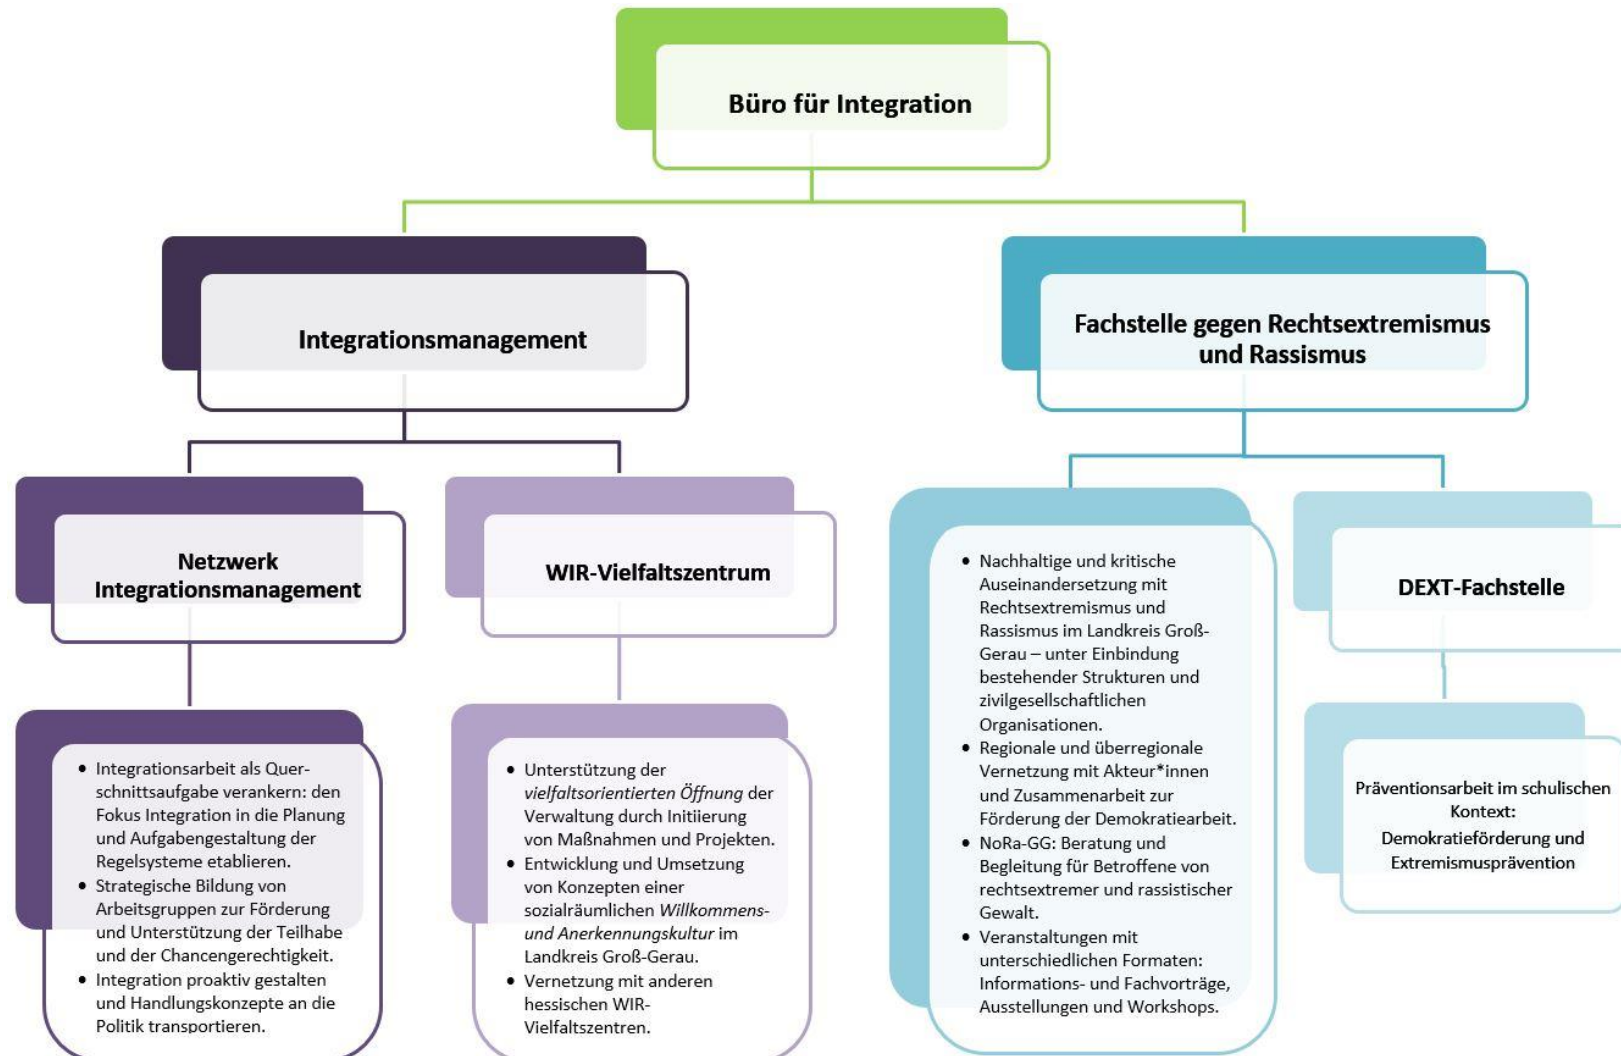 Büro für Integration
Integrationsmanagement
Fachstelle gegen Rechtsextremismus
und Rassismus
Netzwerk
Integrationsmanagement
WIR-Vielfaltszentrum
DEXT-Fachstelle
• Integrationsarbeit als Quer-
schnittsaufgabe verankern: den
Fokus Integration in die Planung
und Aufgabengestaltung der
Regelsysteme etablieren.
• Strategische Bildung von
Arbeitsgruppen zur Förderung
und Unterstützung der Teilhabe
und der Chancengerechtigkeit.
• Integration proaktiv gestalten
und Handlungskonzepte an die
Politik transportieren.
• Unterstützung der
vielfaltsorientierten Öffnung der
Verwaltung durch Initiierung
von Maßnahmen und Projekten.
• Entwicklung und Umsetzung
von Konzepten einer
sozialräumlichen Willkommens-
und Anerkennungskultur im
Landkreis Groß-Gerau.
• Vernetzung mit anderen
hessischen WIR-
Vielfaltszentren.
• Nachhaltige und kritische
Auseinandersetzung mit
Rechtsextremismus und
Rassismus im Landkreis Groß-
Gerau – unter Einbindung
bestehender Strukturen und
zivilgesellschaftlichen
Organisationen.
• Regionale und überregionale
Vernetzung mit Akteur*innen
und Zusammenarbeit zur
Förderung der Demokratiearbeit.
• NoRa-GG: Beratung und
Begleitung für Betroffene von
rechtsextremer und rassistischer
Gewalt.
• Veranstaltungen mit
unterschiedlichen Formaten:
Informations- und Fachvorträge,
Ausstellungen und Workshops.
Präventionsarbeit im schulischen
Kontext:
Demokratieförderung und
Extremismusprävention